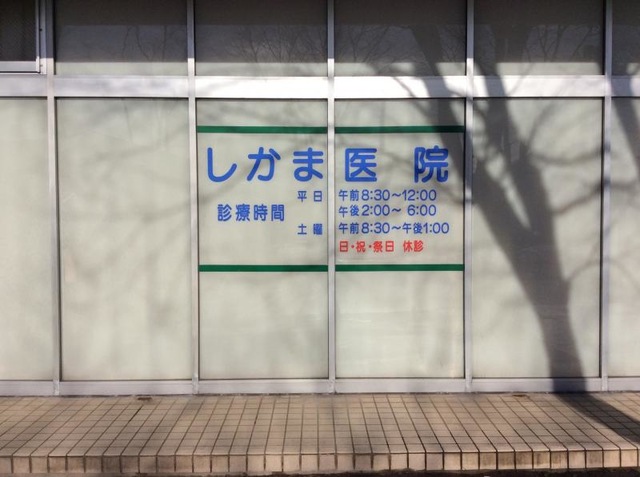 しかま医院
診療時間
平日 午前8:30～12:00
午後2:00～6:00
土曜 午前8:30～午後1:00
日・祝・祭日 休診